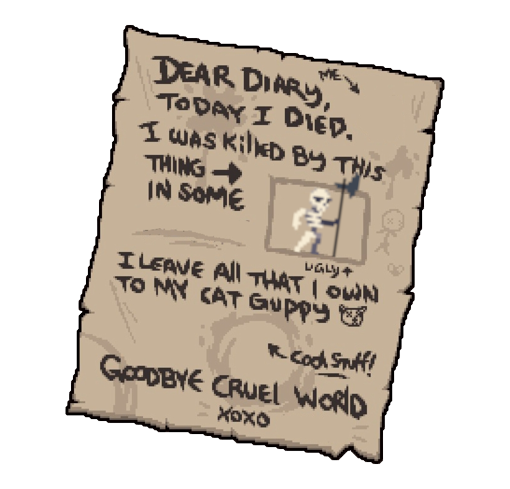 ME
DEAR DIARY,
TODAY I DIED.
I WAS KILLED BY THIS
THING
IN SOME
UGLY
I LEAVE ALL THAT I OWN
TO MY CAT GUPPY
COOL STUFF!
GOODBYE CRUEL WORLD
XOXO